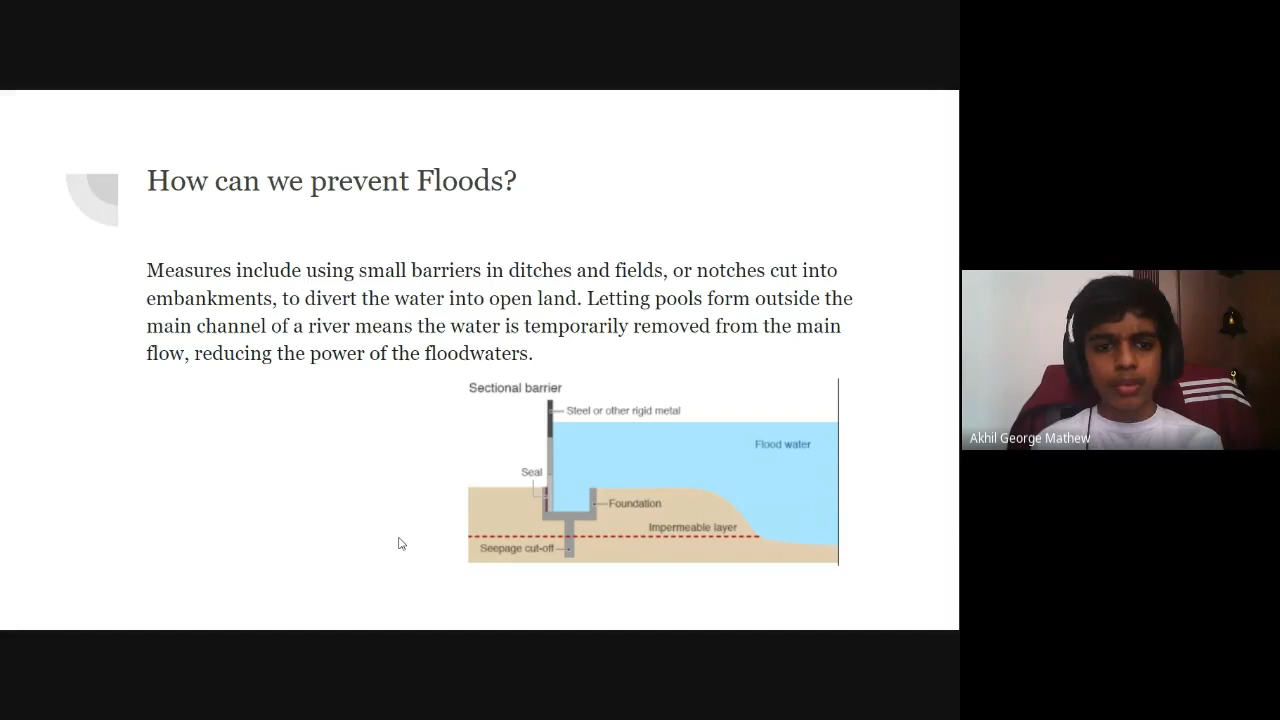 How can we prevent Floods?
Measures include using small barriers in ditches and fields, or notches cut into
embankments, to divert the water into open land. Letting pools form outside the
main channel of a river means the water is temporarily removed from the main
flow, reducing the power of the floodwaters.
Sectional barrier
Steel or other rigid metal
Flood water
Seal
Foundation
Impermeable layer
Seepage cut-off
Akhil George Mathew